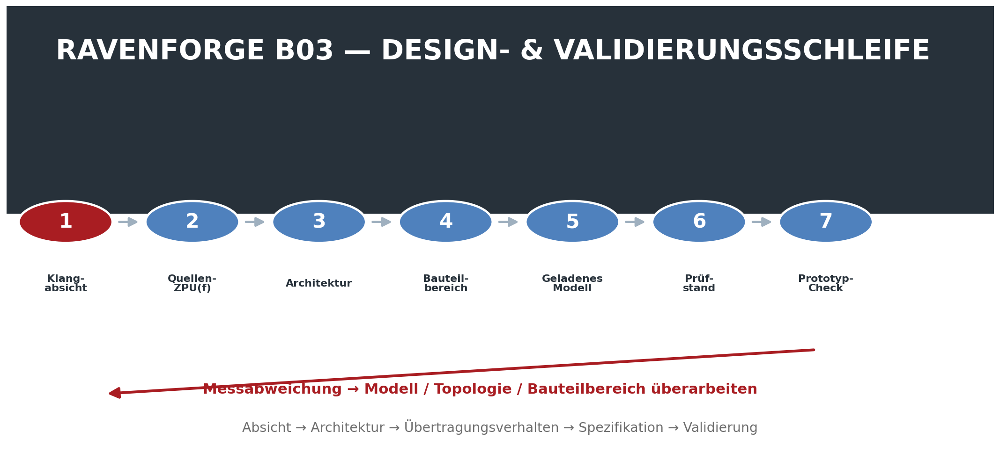 RAVENFORGE B03 — DESIGN- & VALIDIERUNGSSCHLEIFE
1
2
3
4
5
6
7
Klang-
absicht
Quellen-
ZPU(f)
Architektur
Bauteil-
bereich
Geladenes
Modell
Prüf-
stand
Prototyp-
Check
Messabweichung → Modell / Topologie / Bauteilbereich überarbeiten
Absicht → Architektur → Übertragungsverhalten → Spezifikation → Validierung